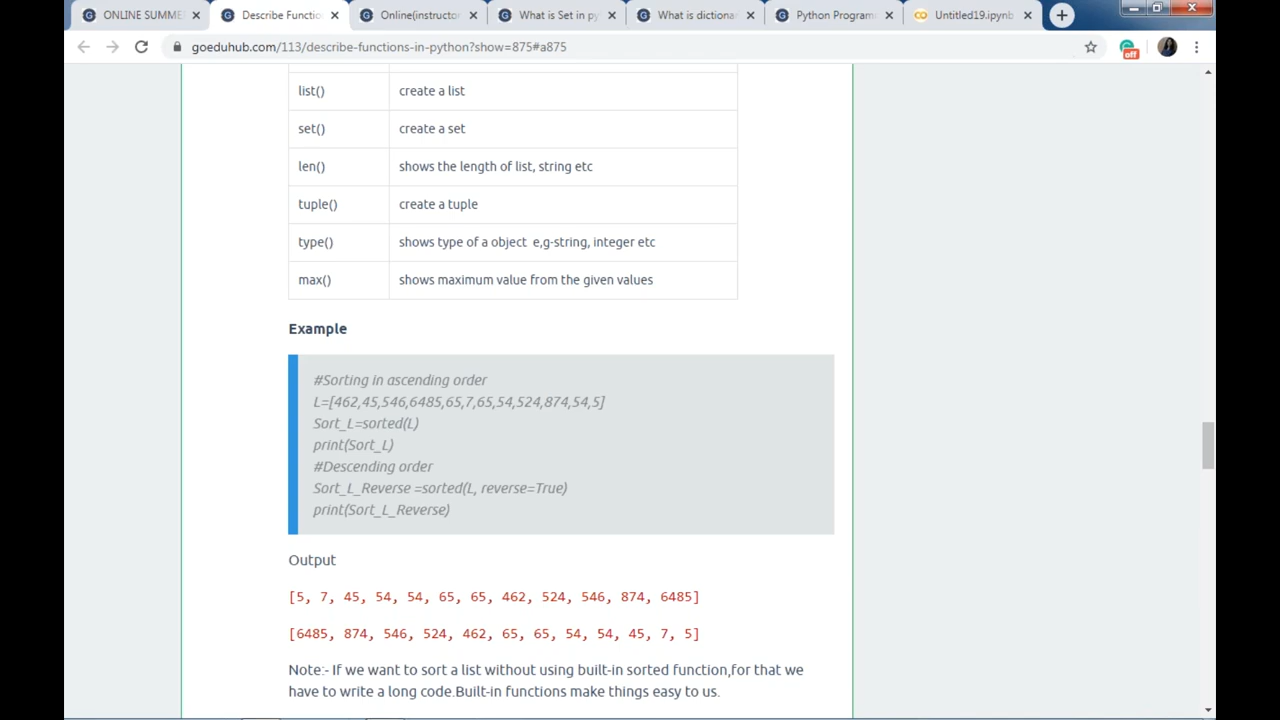 ONLINE SUMME
Describe Functio
Online(instructor
What is Set in py
What is dictiona
Python Program
Untitled19.ipynb
goeduhub.com/113/describe-functions-in-python?show=875#a875
off
list() create a list
set() create a set
len() shows the length of list, string etc
tuple() create a tuple
type() shows type of a object e,g-string, integer etc
max() shows maximum value from the given values
Example
#Sorting in ascending order
L=[462,45,546,6485,65,7,65,54,524,874,54,5]
Sort_L=sorted(L)
print(Sort_L)
#Descending order
Sort_L_Reverse =sorted(L, reverse=True)
print(Sort_L_Reverse)
Output
[5, 7, 45, 54, 54, 65, 65, 462, 524, 546, 874, 6485]
[6485, 874, 546, 524, 462, 65, 65, 54, 54, 45, 7, 5]
Note:- If we want to sort a list without using built-in sorted function,for that we
have to write a long code.Built-in functions make things easy to us.